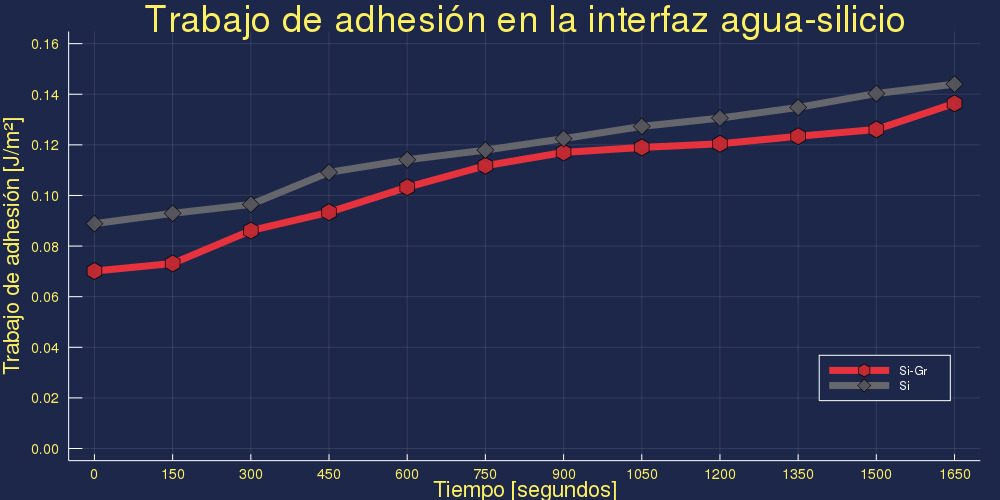 Trabajo de adhesión en la interfaz agua-silicio
Trabajo de adhesión [J/m²]
0.16
0.14
0.12
0.10
0.08
0.06
0.04
0.02
0.00
Si-Gr
Si
0 150 300 450 600 750 900 1050 1200 1350 1500 1650
Tiempo [segundos]